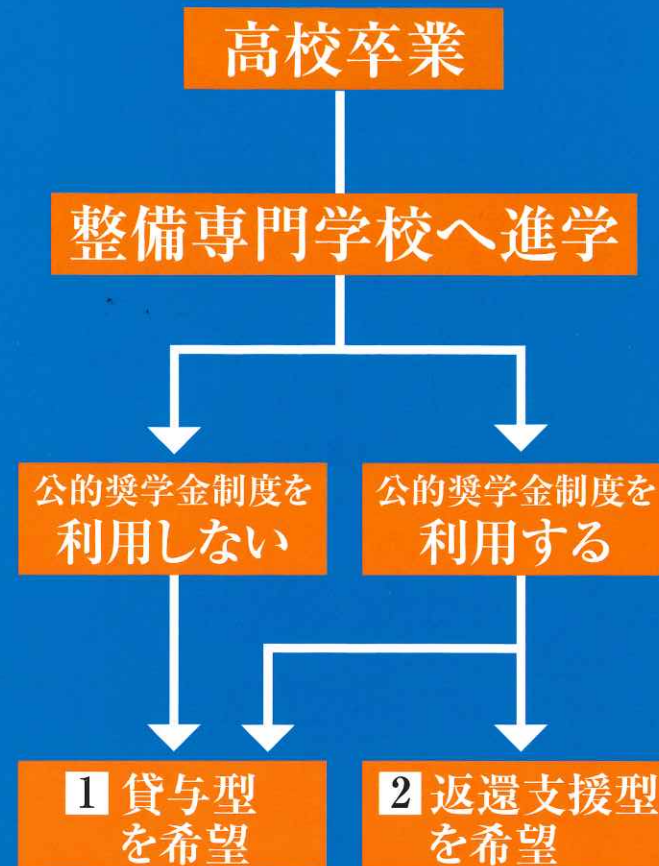 高校卒業
整備専門学校へ進学
公的奨学金制度を
利用しない
公的奨学金制度を
利用する
1 貸与型
を希望
2 返還支援型
を希望